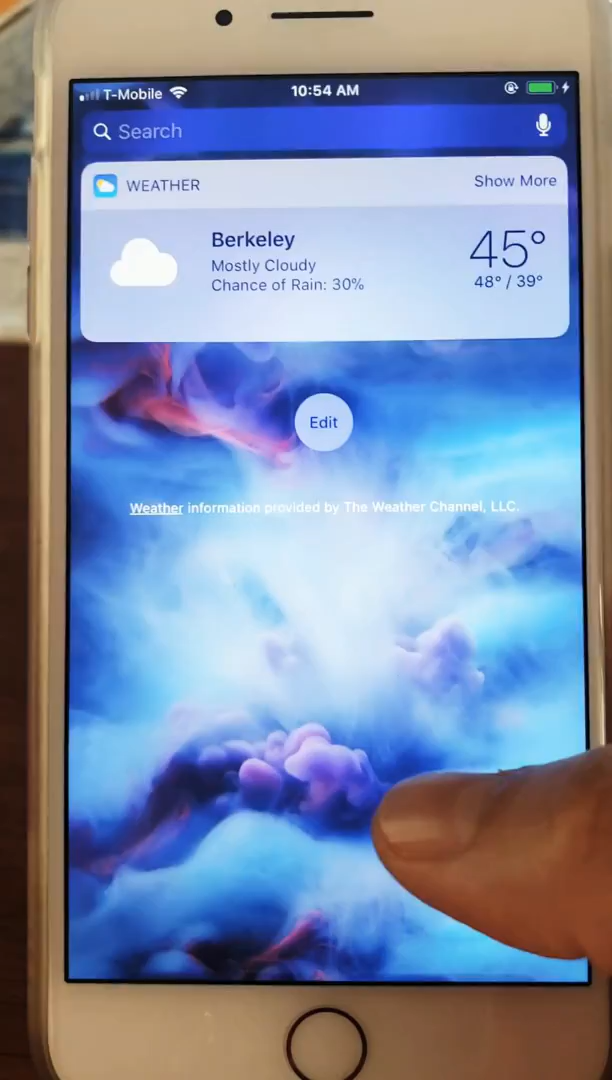 T-Mobile 10:54 AM
Search
WEATHER Show More
Berkeley 45°
Mostly Cloudy
Chance of Rain: 30% 48° / 39°
Edit
Weather information provided by The Weather Channel, LLC.